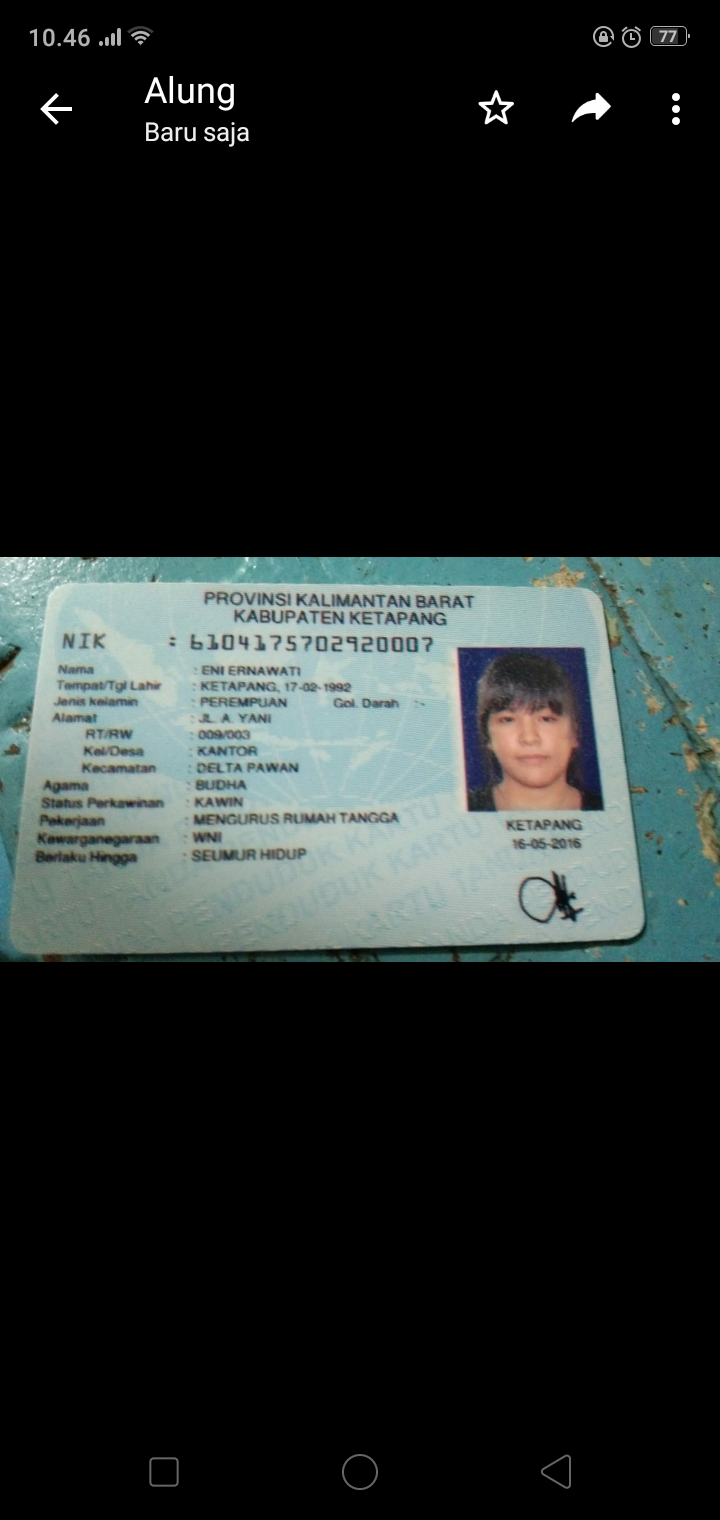 10.46
77
Alung
Baru saja
PROVINSI KALIMANTAN BARAT
KABUPATEN KETAPANG
NIK : 6104175702920007
Nama : ENI ERNAWATI
Tempat/Tgl Lahir : KETAPANG, 17-02-1992
Jenis kelamin : PEREMPUAN Gol. Darah :-
Alamat : JL. A. YANI
RT/RW : 009/003
Kel/Desa : KANTOR
Kecamatan : DELTA PAWAN
Agama : BUDHA
Status Perkawinan : KAWIN
Pekerjaan : MENGURUS RUMAH TANGGA
Kewarganegaraan : WNI
Berlaku Hingga : SEUMUR HIDUP
KETAPANG
16-05-2016